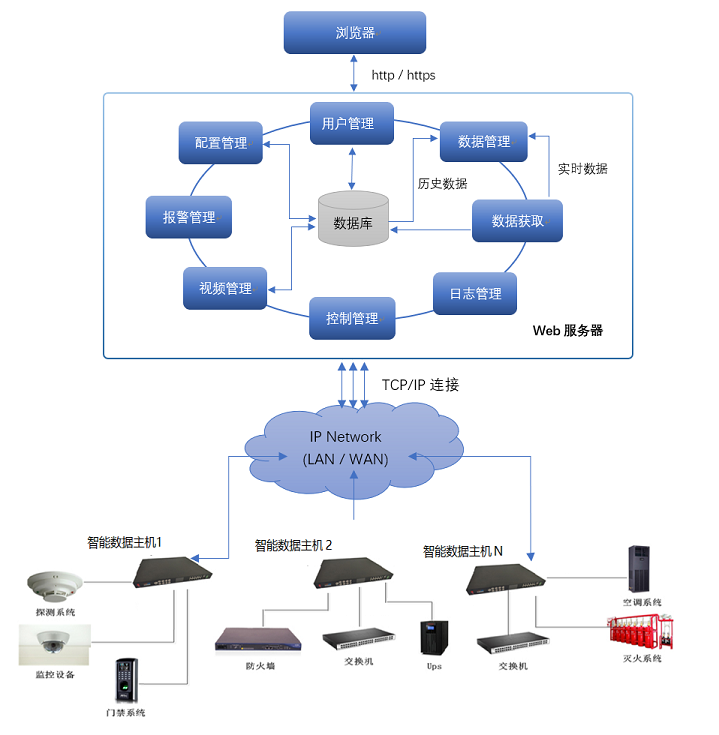 浏览器
http / https
用户管理
配置管理
数据管理
实时数据
历史数据
报警管理
数据库
数据获取
视频管理
日志管理
控制管理
Web 服务器
TCP/IP 连接
IP Network
(LAN / WAN)
智能数据主机1
智能数据主机 2
智能数据主机 N
探测系统
空调系统
监控设备
防火墙
交换机
Ups
交换机
灭火系统
门禁系统